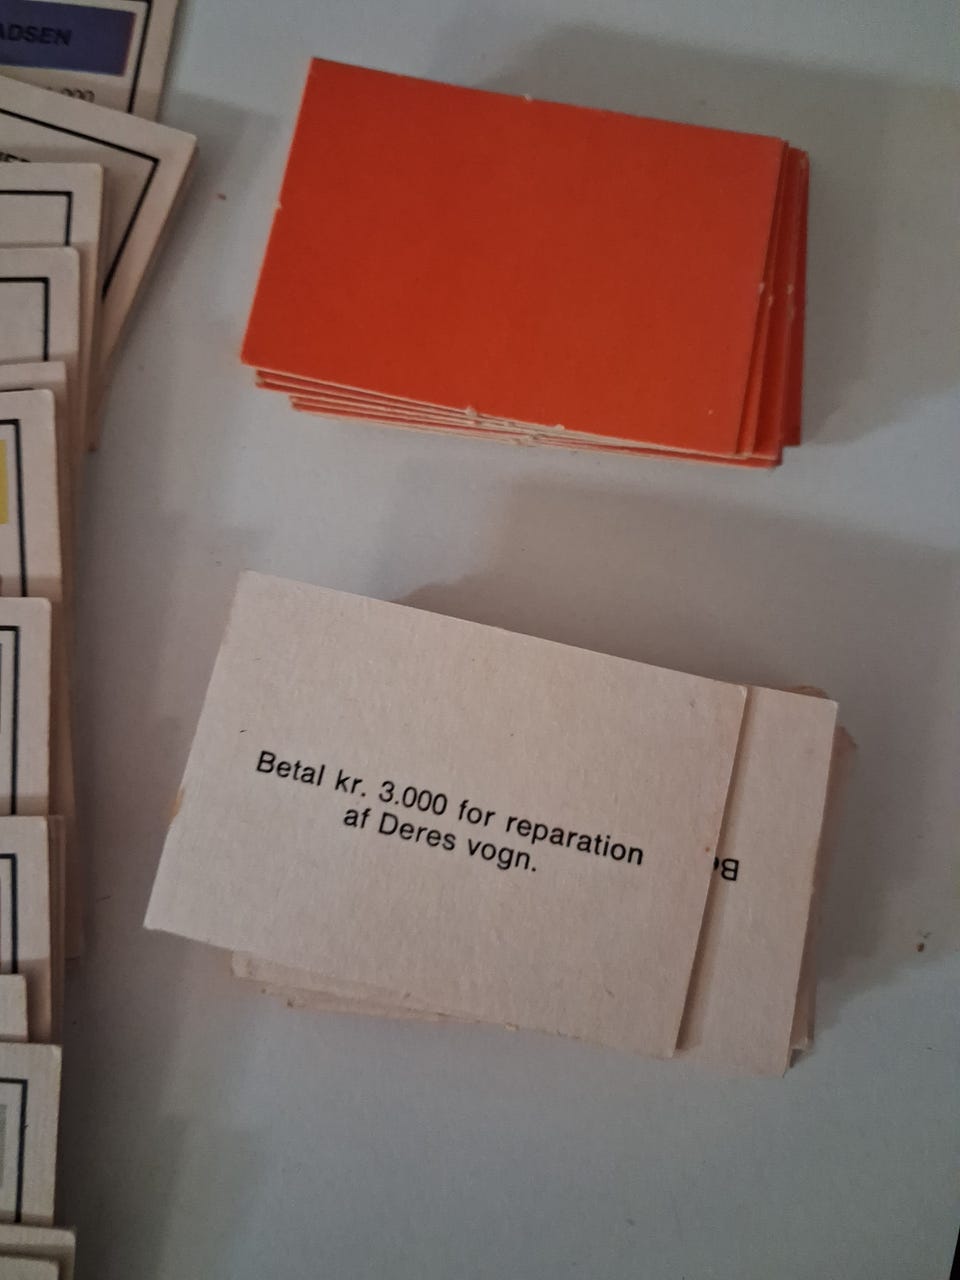 Betal kr. 3.000 for reparation
af Deres vogn.